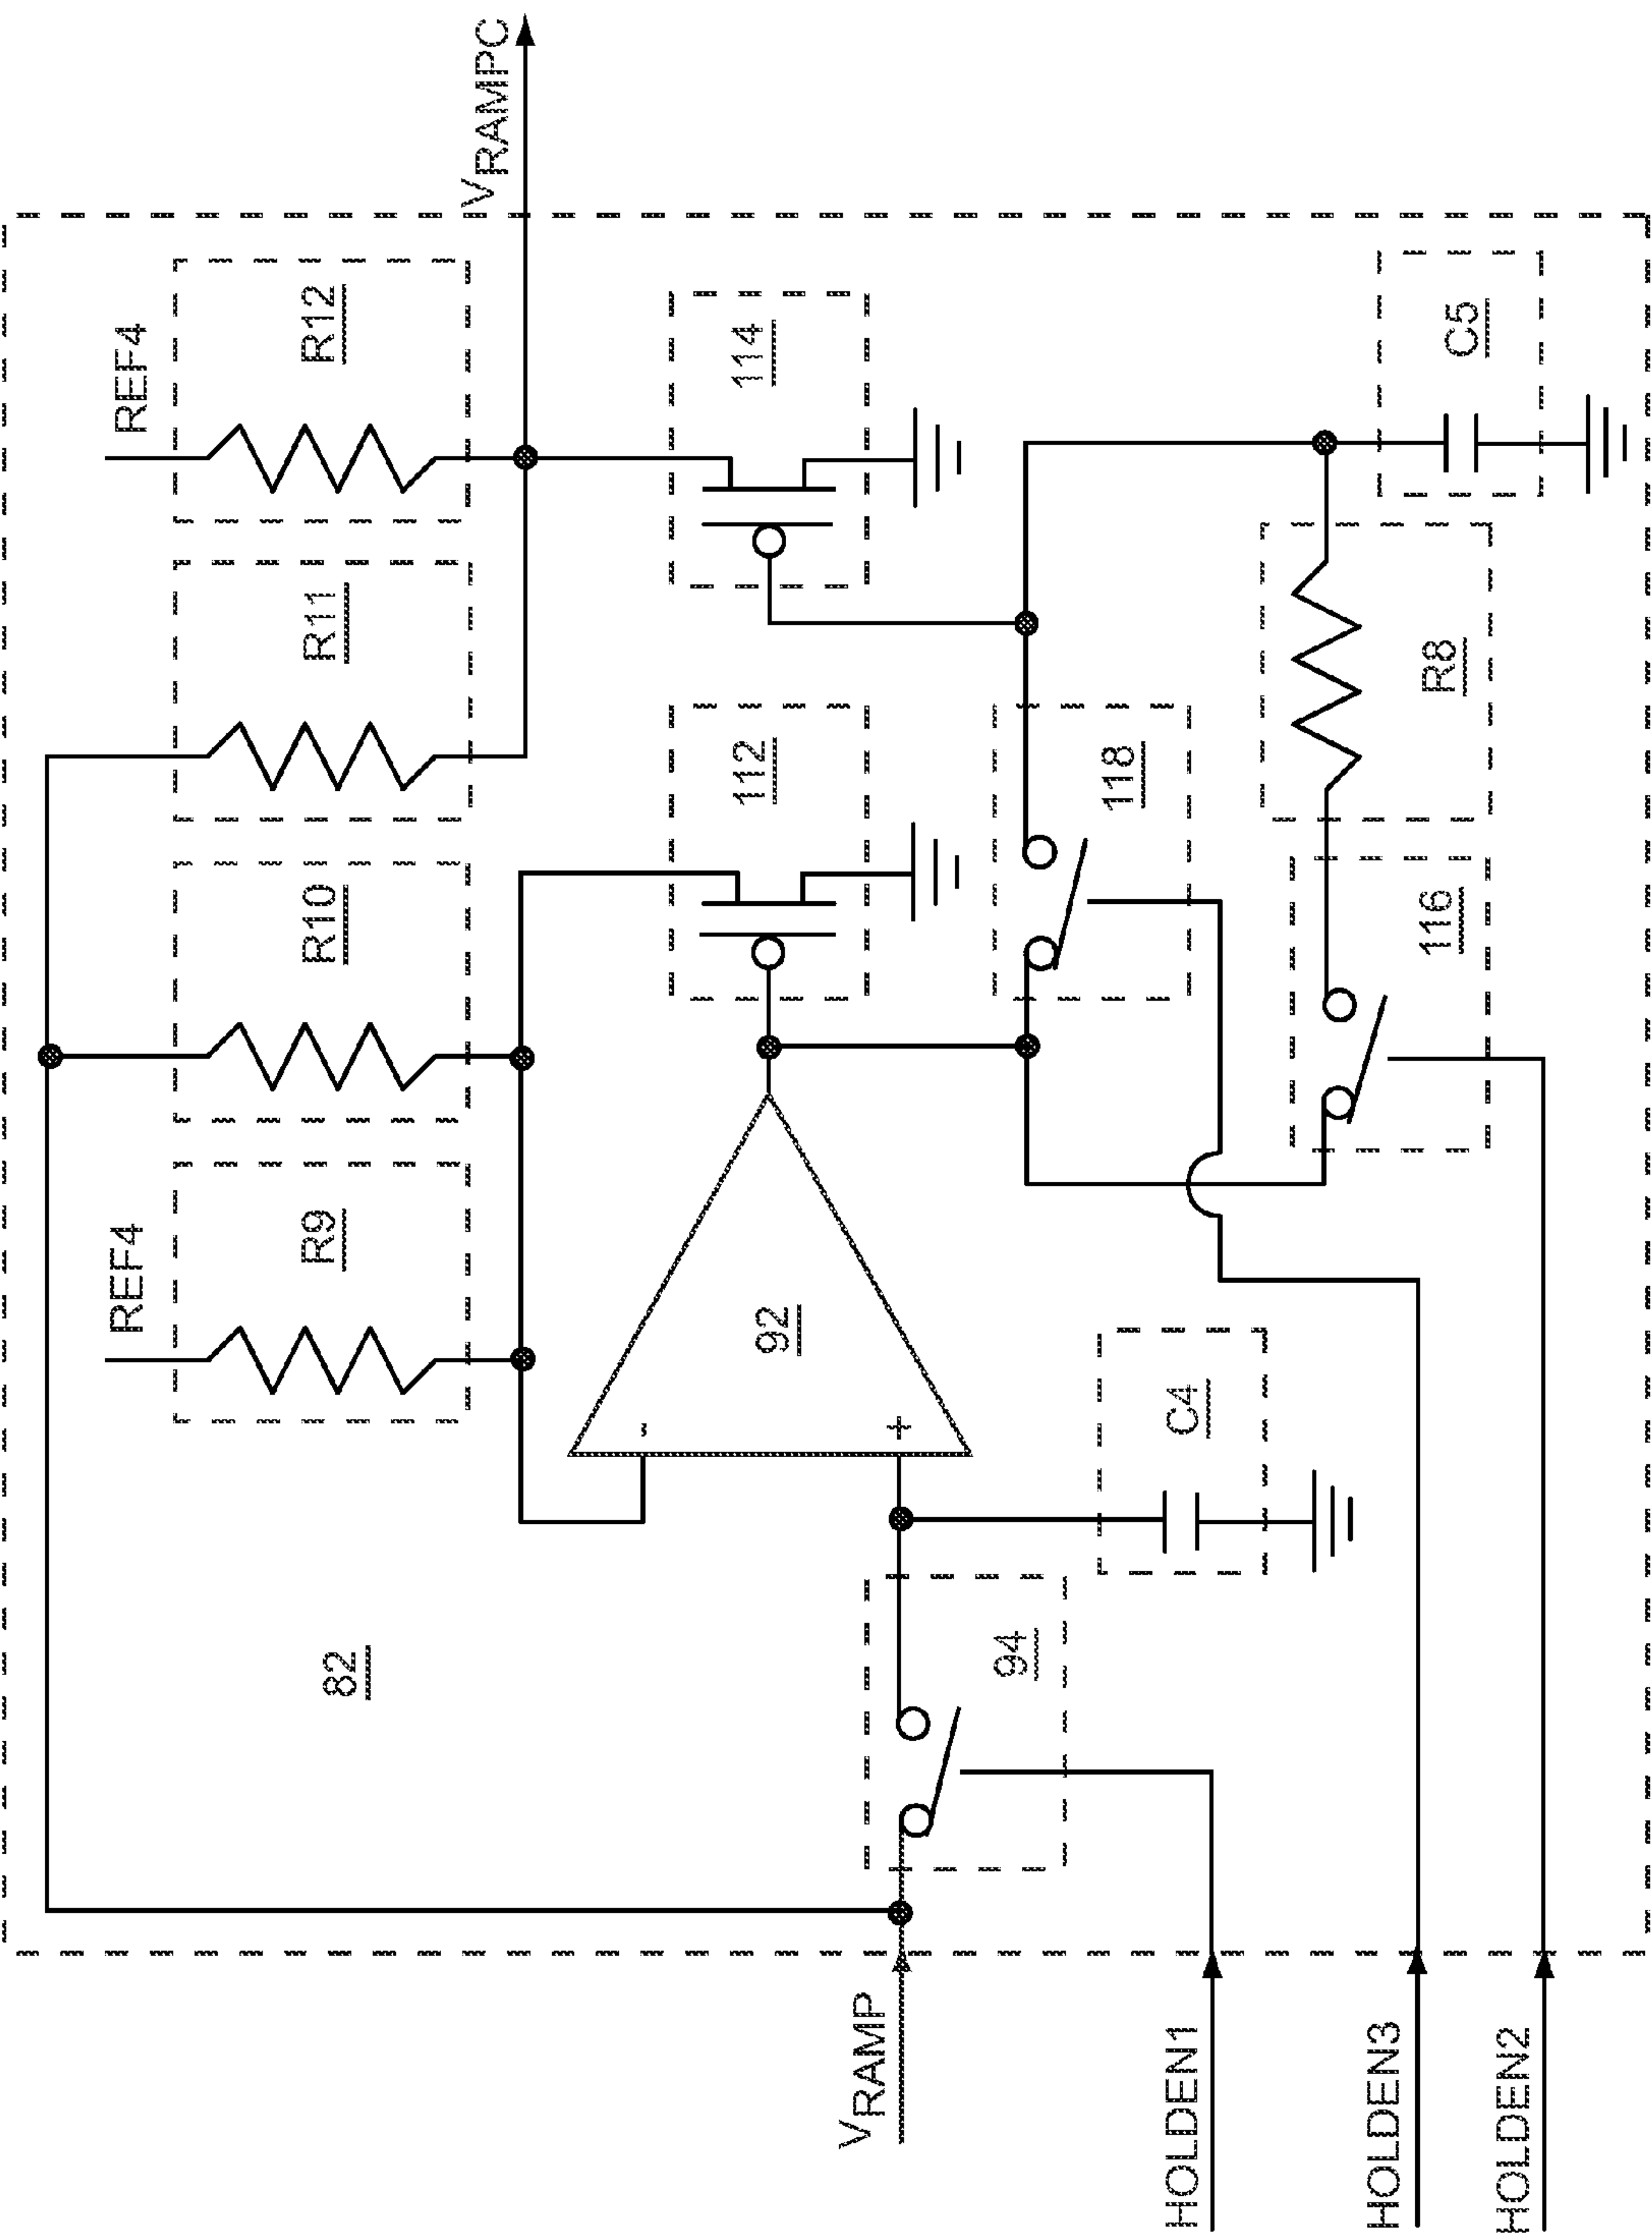 REF4
REF4
R9
R10
R11
R12
VRAMPC
82
112
114
-
92
+
118
VRAMP
94
C4
116
R8
C5
HOLDEN1
HOLDEN3
HOLDEN2